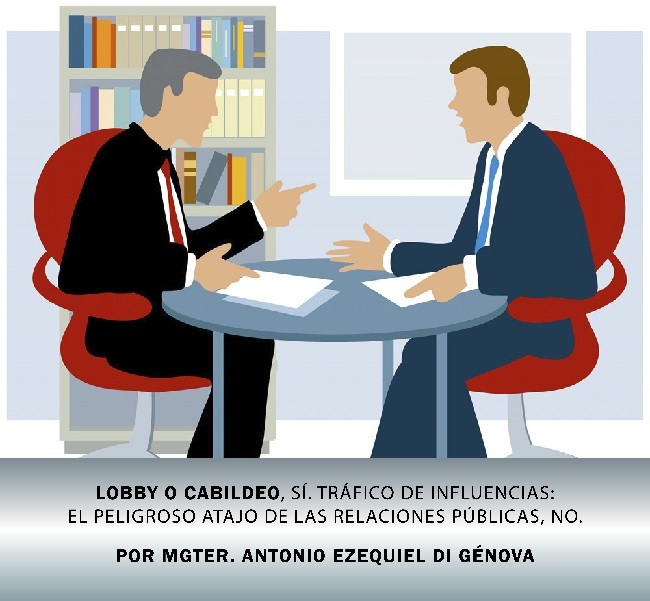 LOBBY O CABILDEO, SÍ. TRÁFICO DE INFLUENCIAS:
EL PELIGROSO ATAJO DE LAS RELACIONES PÚBLICAS, NO.
POR MGTER. ANTONIO EZEQUIEL DI GÉNOVA